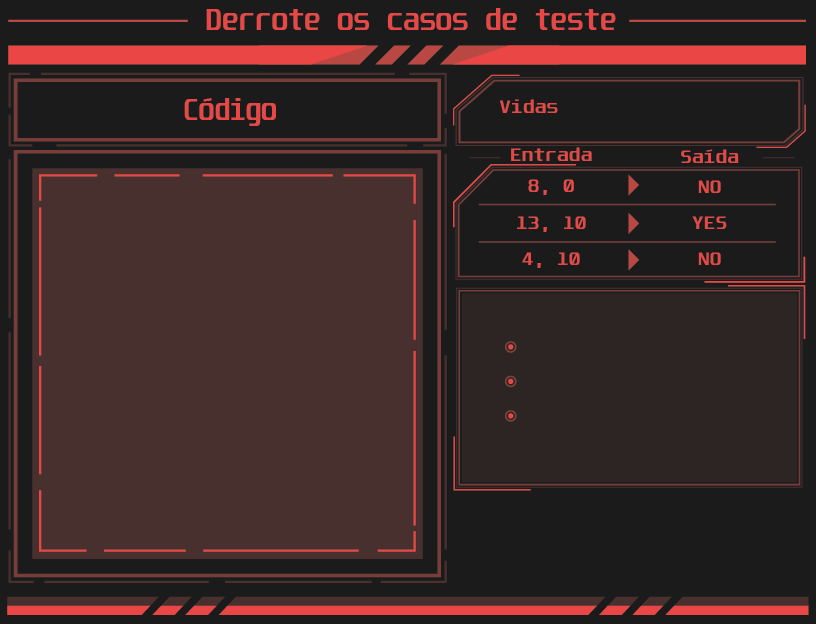 Derrote os casos de teste
Código
Vidas
Entrada Saída
8, 0 NO
13, 10 YES
4, 10 NO